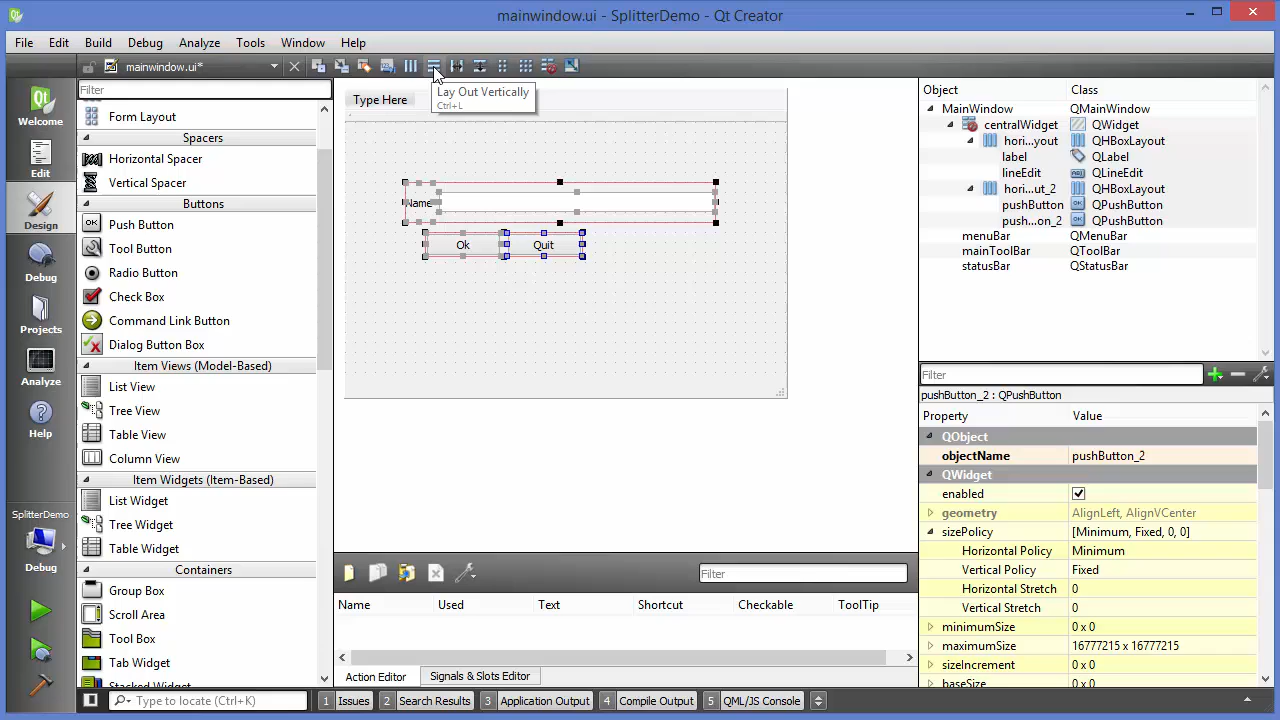 mainwindow.ui - SplitterDemo - Qt Creator
File Edit Build Debug Analyze Tools Window Help
mainwindow.ui*
Lay Out Vertically
Ctrl+L
Welcome
Edit
Design
Debug
Projects
Analyze
Help
SplitterDemo
Debug
Filter
Form Layout
Spacers
Horizontal Spacer
Vertical Spacer
Buttons
Push Button
Tool Button
Radio Button
Check Box
Command Link Button
Dialog Button Box
Item Views (Model-Based)
List View
Tree View
Table View
Column View
Item Widgets (Item-Based)
List Widget
Tree Widget
Table Widget
Containers
Group Box
Scroll Area
Tool Box
Tab Widget
Stacked Widget
Type Here
Name
Ok Quit
Filter
Name Used Text Shortcut Checkable ToolTip
Action Editor Signals & Slots Editor
Object Class
MainWindow QMainWindow
centralWidget QWidget
hori...yout QHBoxLayout
label QLabel
lineEdit QLineEdit
hori...ut_2 QHBoxLayout
pushButton QPushButton
push...on_2 QPushButton
menuBar QMenuBar
mainToolBar QToolBar
statusBar QStatusBar
Filter
pushButton_2 : QPushButton
Property Value
QObject
objectName pushButton_2
QWidget
enabled
geometry AlignLeft, AlignVCenter
sizePolicy [Minimum, Fixed, 0, 0]
Horizontal Policy Minimum
Vertical Policy Fixed
Horizontal Stretch 0
Vertical Stretch 0
minimumSize 0 x 0
maximumSize 16777215 x 16777215
sizeIncrement 0 x 0
baseSize 0 x 0
Type to locate (Ctrl+K) 1 Issues 2 Search Results 3 Application Output 4 Compile Output 5 QML/JS Console